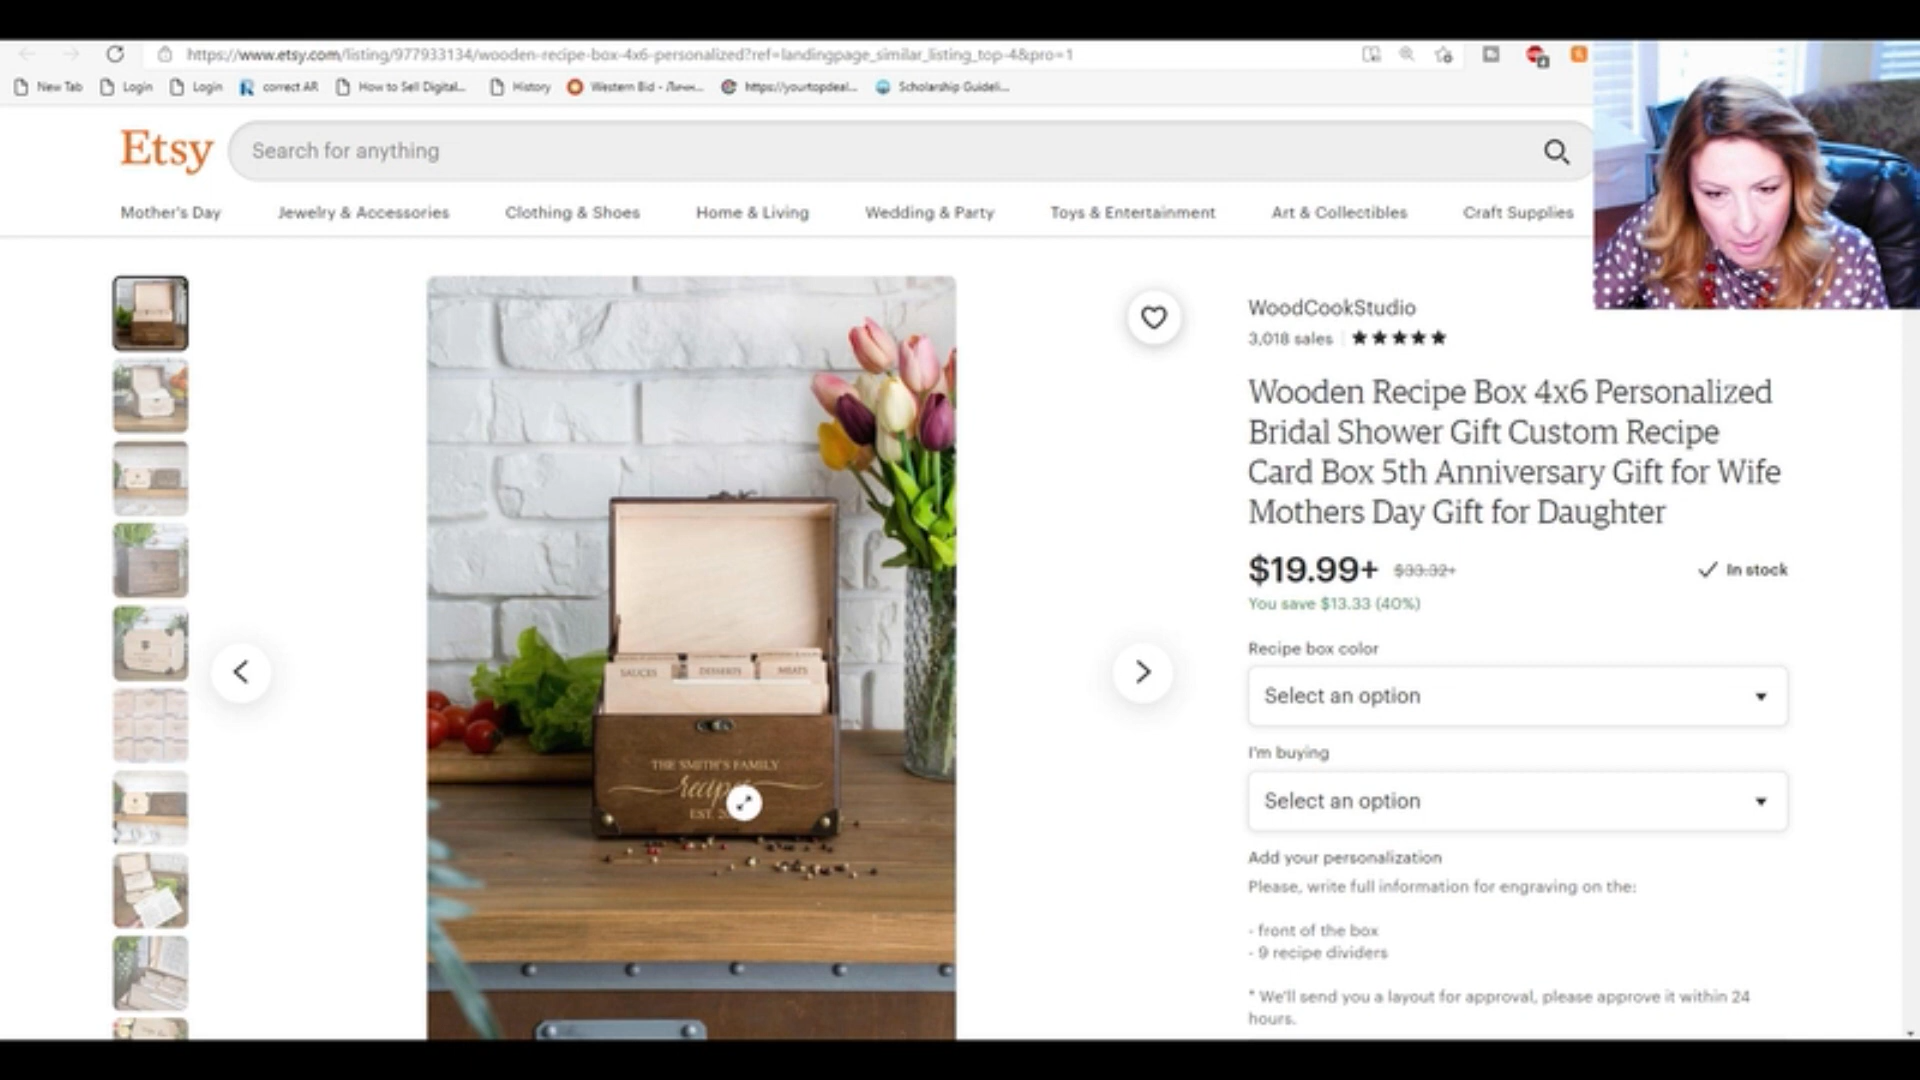 https://www.etsy.com/listing/977933134/wooden-recipe-box-4x6-personalized?ref=landingpage_similar_listing_top-4&pro=1
New Tab Login Login correct AR How to Sell Digital... History Western Bid - Личн... https://yourtopdeal... Scholarship Guideli...
Etsy Search for anything
Mother's Day Jewelry & Accessories Clothing & Shoes Home & Living Wedding & Party Toys & Entertainment Art & Collectibles Craft Supplies
WoodCookStudio
3,018 sales
Wooden Recipe Box 4x6 Personalized
Bridal Shower Gift Custom Recipe
Card Box 5th Anniversary Gift for Wife
Mothers Day Gift for Daughter
$19.99+ $33.32+ In stock
You save $13.33 (40%)
Recipe box color
Select an option
I'm buying
Select an option
Add your personalization
Please, write full information for engraving on the:
- front of the box
- 9 recipe dividers
* We'll send you a layout for approval, please approve it within 24
hours.
SAUCES DESSERTS MEATS
THE SMITH'S FAMILY
EST.